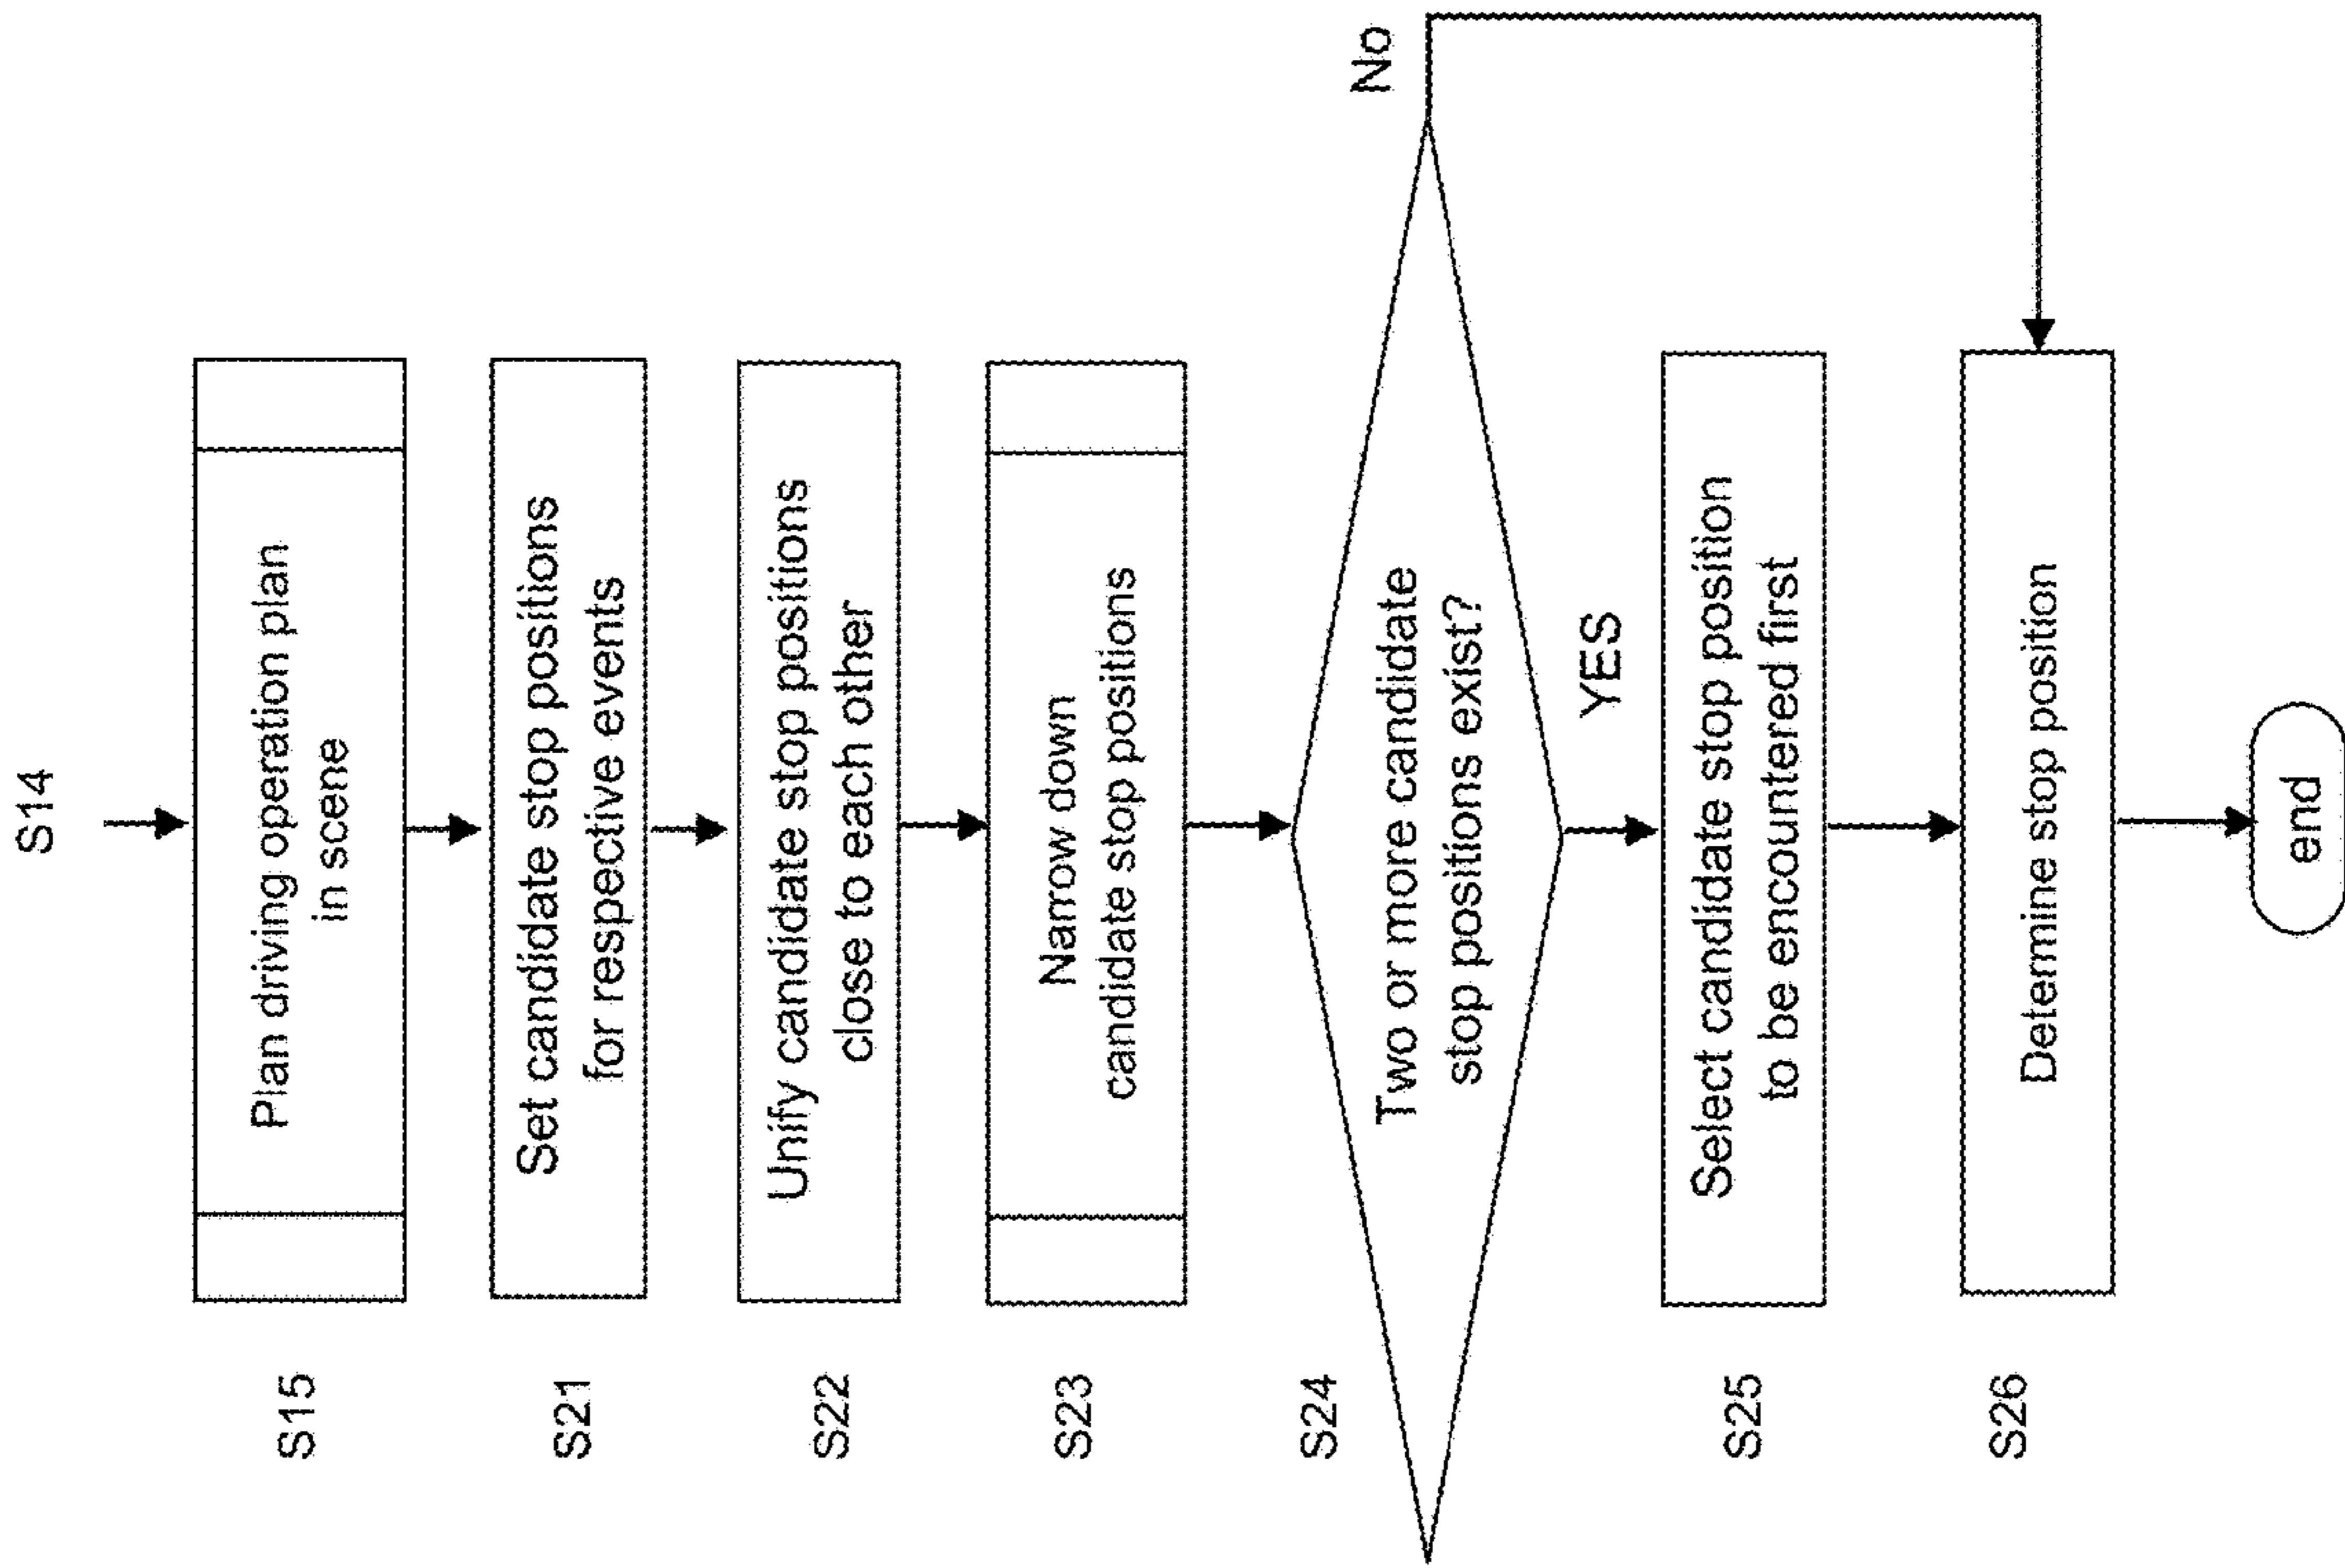 S14
S15
Plan driving operation plan
in scene
S21
Set candidate stop positions
for respective events
S22
Unify candidate stop positions
close to each other
S23
Narrow down
candidate stop positions
S24
Two or more candidate
stop positions exist?
No
YES
S25
Select candidate stop position
to be encountered first
S26
Determine stop position
end